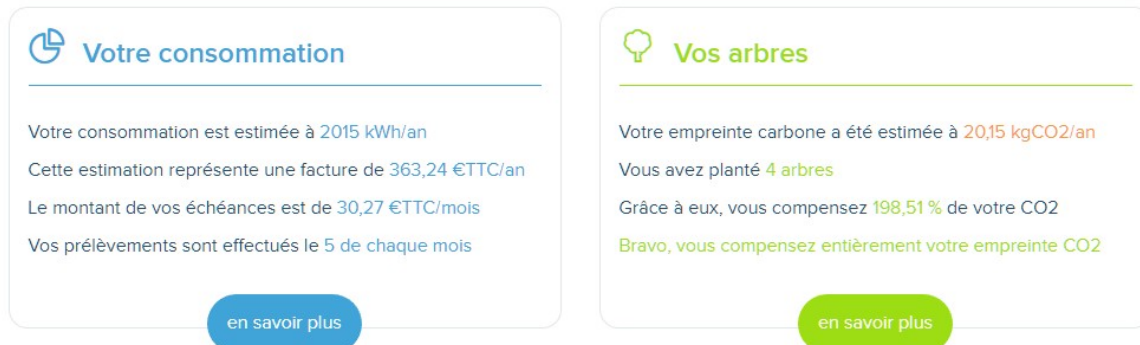 Votre consommation
Votre consommation est estimée à 2015 kWh/an
Cette estimation représente une facture de 363,24 €TTC/an
Le montant de vos échéances est de 30,27 €TTC/mois
Vos prélèvements sont effectués le 5 de chaque mois
en savoir plus
Vos arbres
Votre empreinte carbone a été estimée à 20,15 kgCO2/an
Vous avez planté 4 arbres
Grâce à eux, vous compensez 198,51 % de votre CO2
Bravo, vous compensez entièrement votre empreinte CO2
en savoir plus